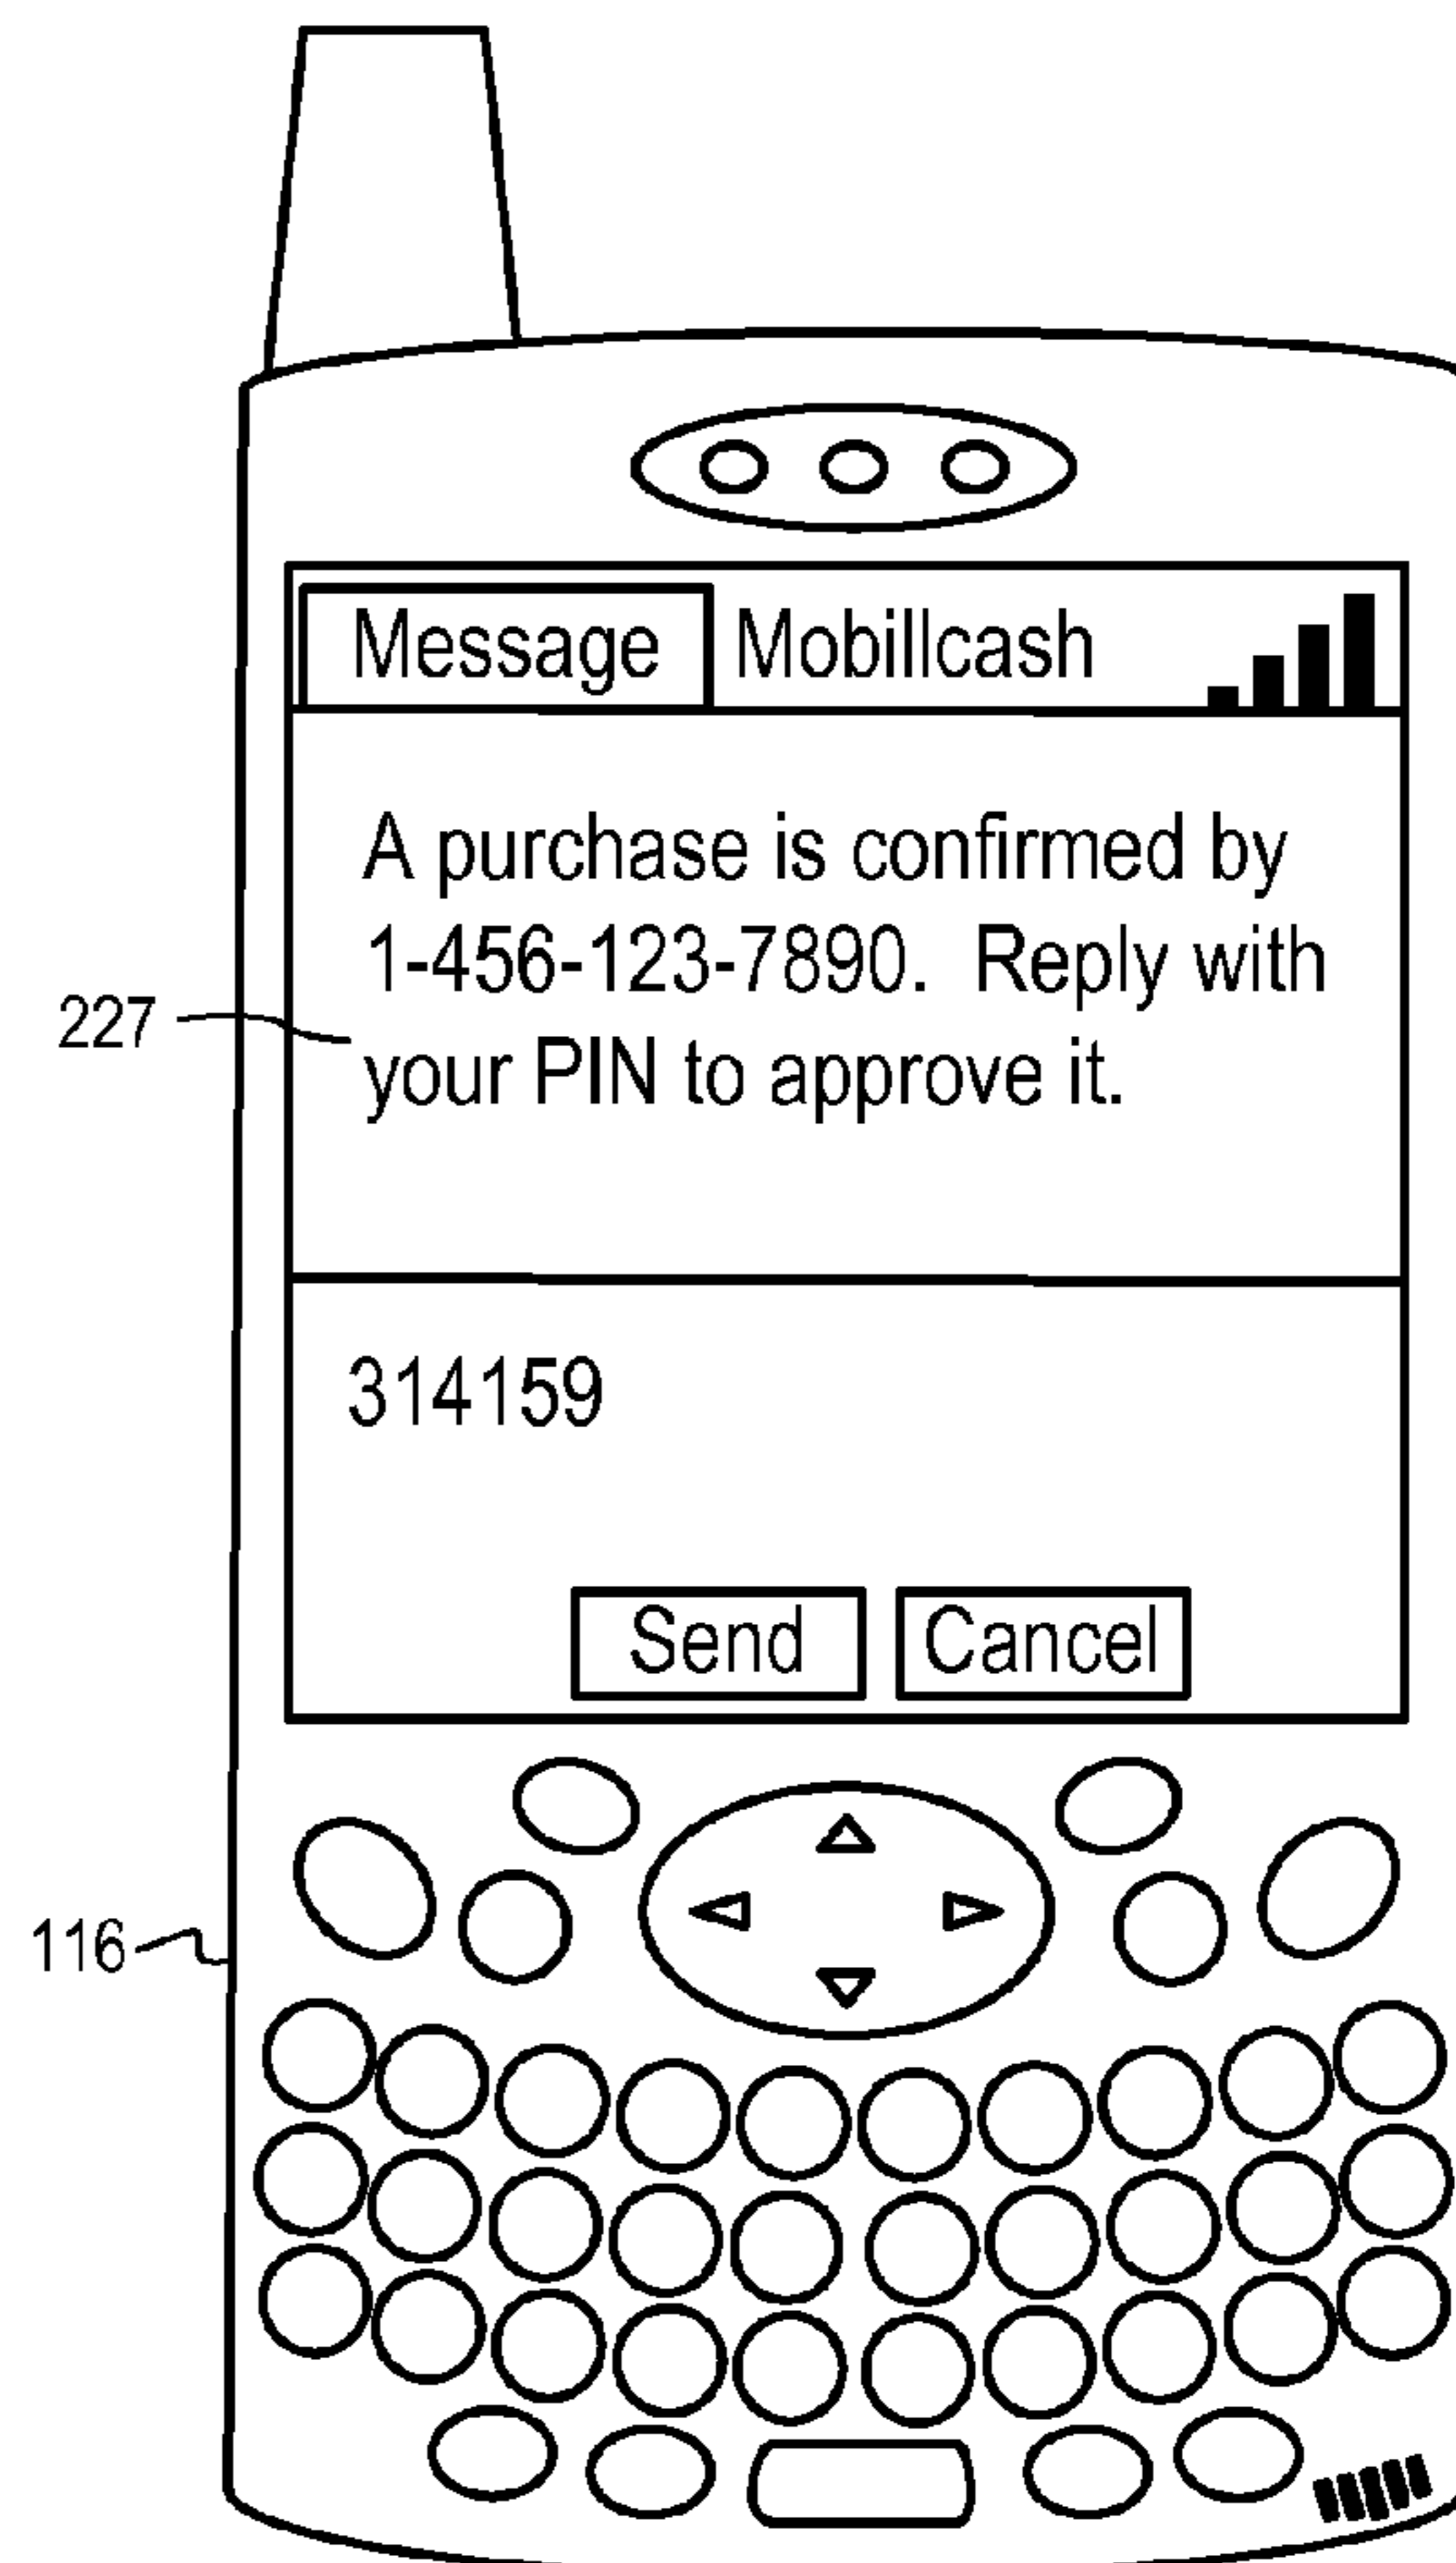 Message Mobillcash
A purchase is confirmed by
1-456-123-7890. Reply with
your PIN to approve it.
227
314159
Send Cancel
116